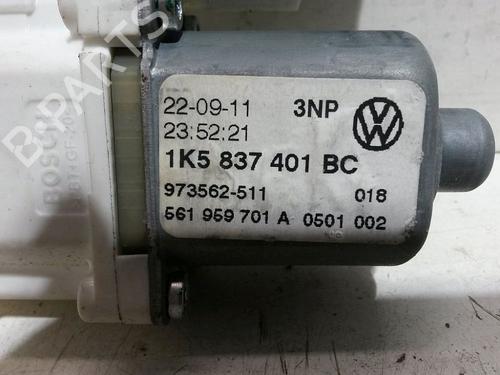 22-09-11 3NP
23:52:21
1K5 837 401 BC
973562-511 018
561 959 701 A 0501 002
BOSCH